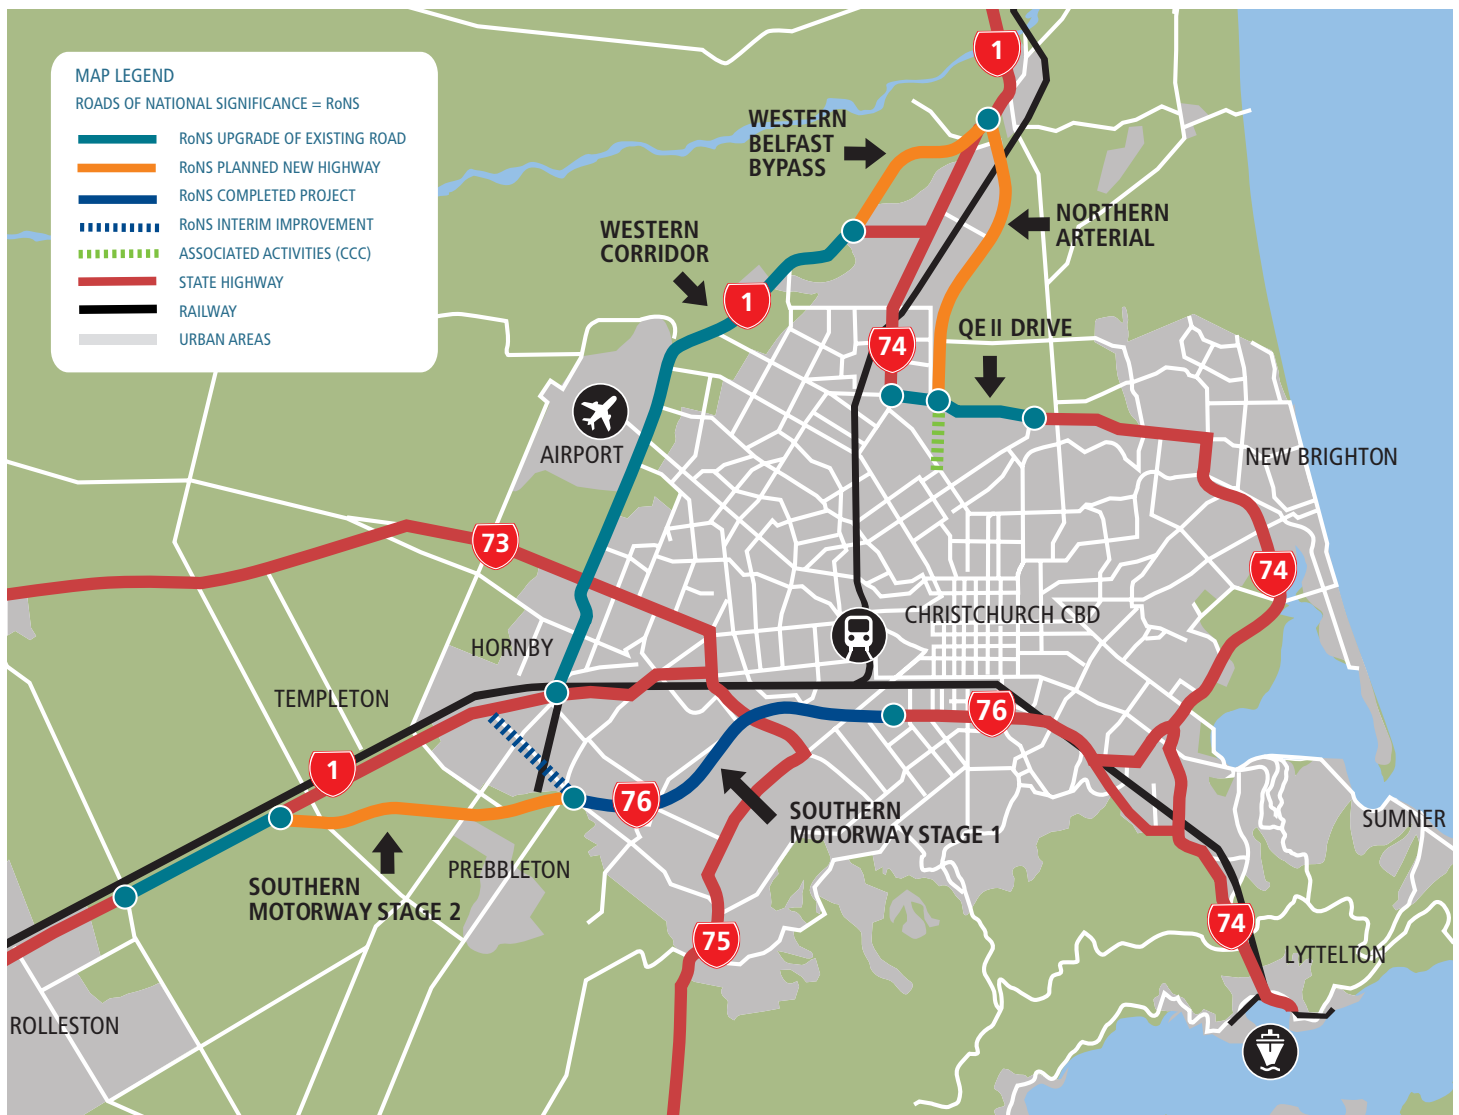 MAP LEGEND
ROADS OF NATIONAL SIGNIFICANCE = RoNS
RoNS UPGRADE OF EXISTING ROAD
RoNS PLANNED NEW HIGHWAY
RoNS COMPLETED PROJECT
RoNS INTERIM IMPROVEMENT
ASSOCIATED ACTIVITIES (CCC)
STATE HIGHWAY
RAILWAY
URBAN AREAS
1
WESTERN
BELFAST
BYPASS
NORTHERN
ARTERIAL
WESTERN
CORRIDOR
1
QE II DRIVE
74
AIRPORT
NEW BRIGHTON
73
74
CHRISTCHURCH CBD
HORNBY
TEMPLETON
76
1
76
SOUTHERN
MOTORWAY STAGE 1
SUMNER
PREBBLETON
SOUTHERN
MOTORWAY STAGE 2
74
75
LYTTELTON
ROLLESTON